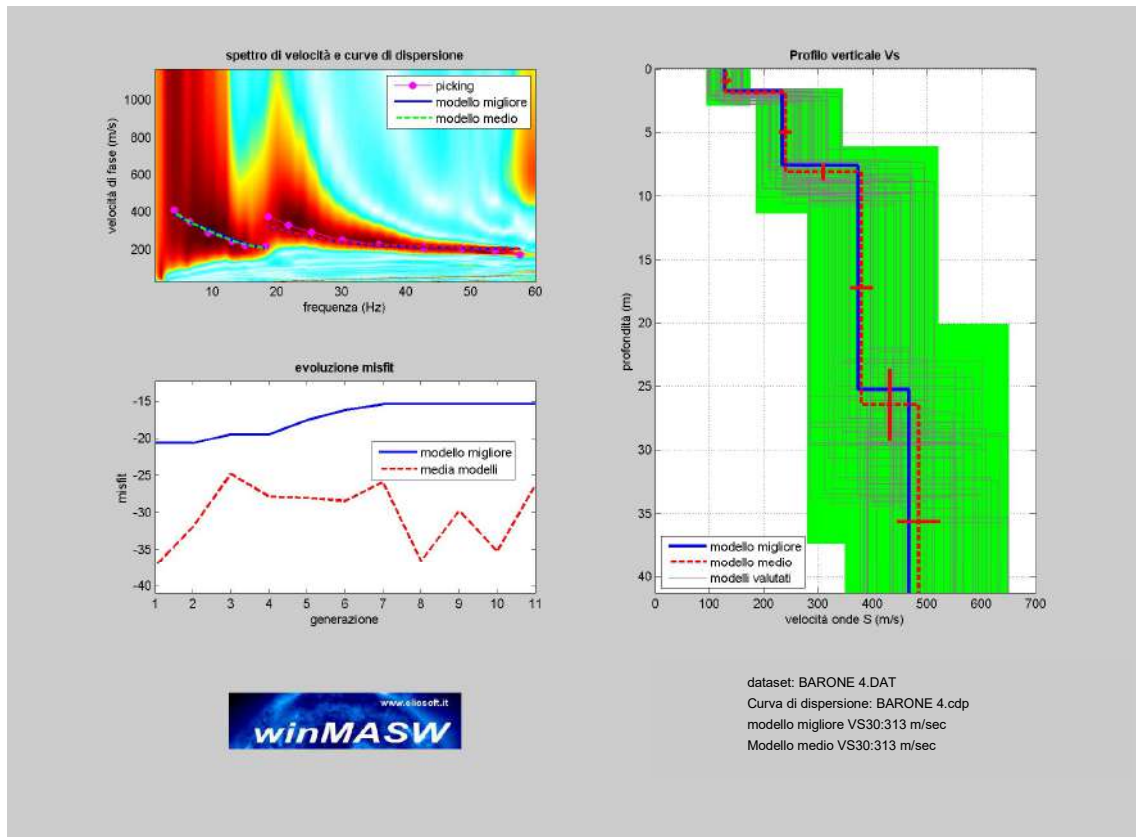 spettro di velocità e curve di dispersione
velocità di fase (m/s)
1000
800
600
400
200
picking
modello migliore
modello medio
10
20
30
40
50
60
frequenza (Hz)
evoluzione misfit
misfit
-15
-20
-25
-30
-35
-40
modello migliore
media modelli
1
2
3
4
5
6
7
8
9
10
11
generazione
Profilo verticale Vs
profondità (m)
0
5
10
15
20
25
30
35
40
modello migliore
modello medio
modelli valutati
0
100
200
300
400
500
600
700
velocità onde S (m/s)
www.eliosoft.it
winMASW
dataset: BARONE 4.DAT
Curva di dispersione: BARONE 4.cdp
modello migliore VS30:313 m/sec
Modello medio VS30:313 m/sec